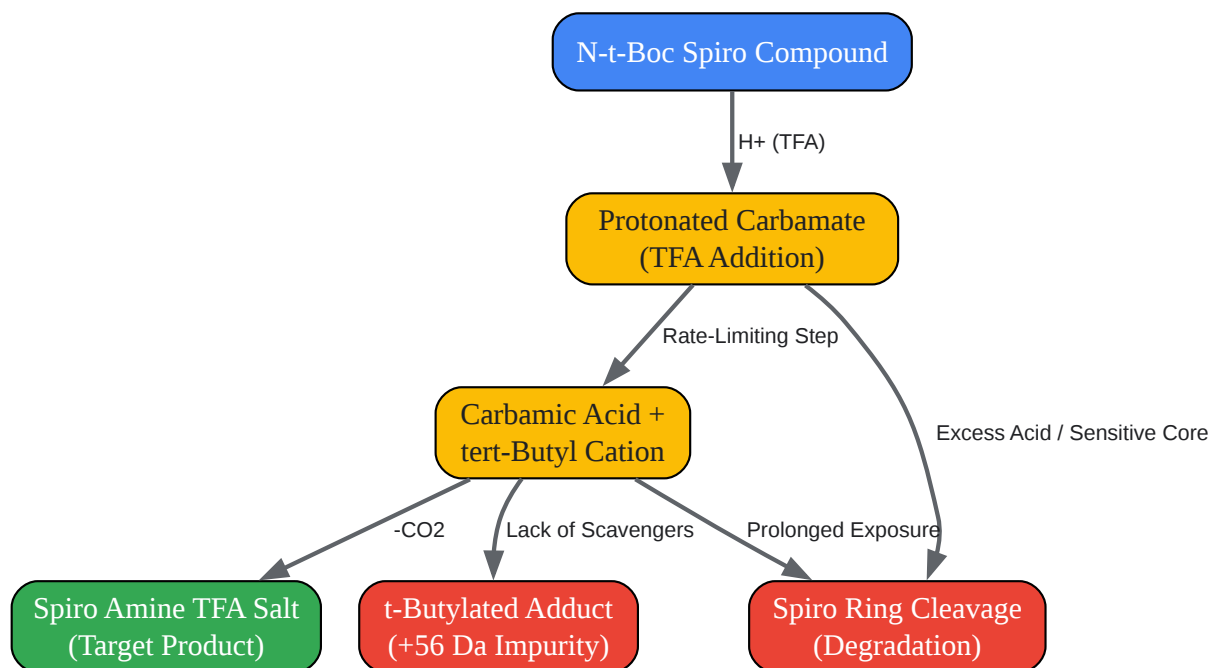 N-t-Boc Spiro Compound
H+ (TFA)
Protonated Carbamate
(TFA Addition)
Rate-Limiting Step
Carbamic Acid +
tert-Butyl Cation
Excess Acid / Sensitive Core
-CO2
Lack of Scavengers
Prolonged Exposure
Spiro Amine TFA Salt
(Target Product)
t-Butylated Adduct
(+56 Da Impurity)
Spiro Ring Cleavage
(Degradation)